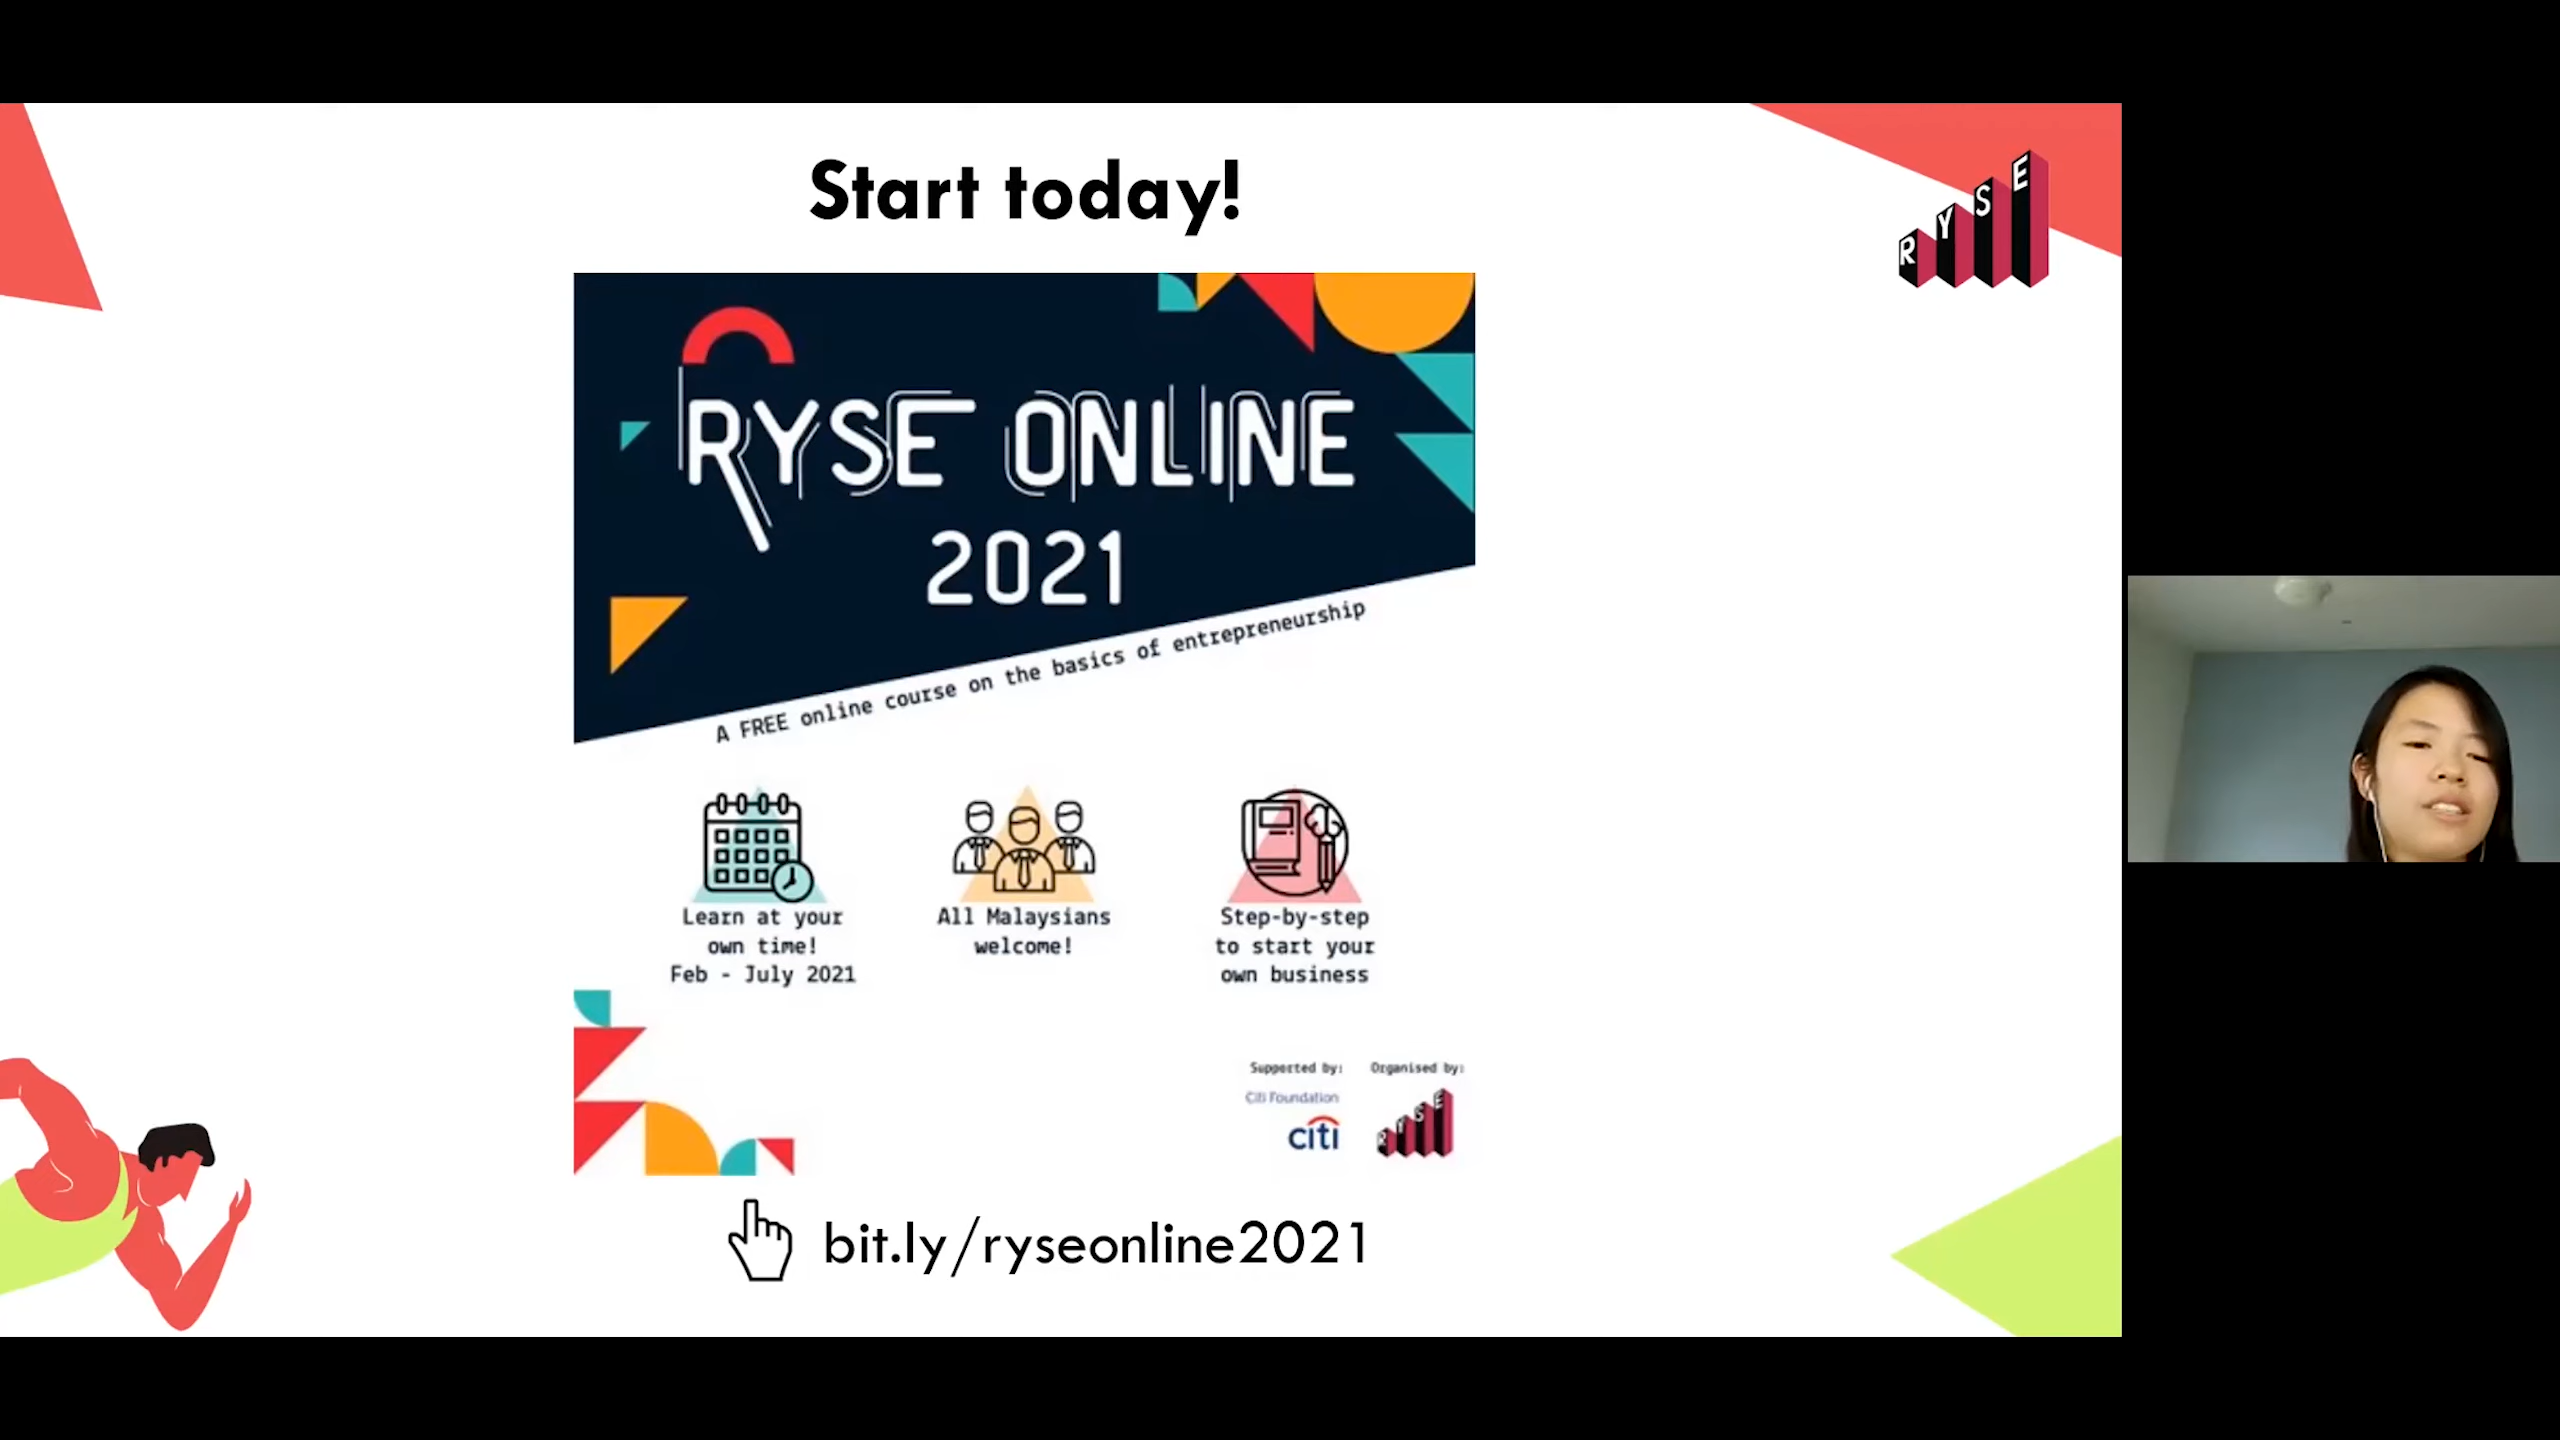 Start today!
RYSE
RYSE ONLINE
2021
A FREE online course on the basics of entrepreneurship
Learn at your
own time!
Feb - July 2021
All Malaysians
welcome!
Step-by-step
to start your
own business
Supported by:
Organised by:
Citi Foundation
citi
RYSE
bit.ly/ryseonline2021